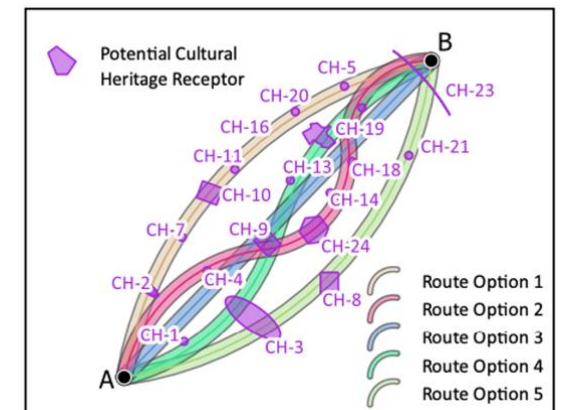 B
Potential Cultural
Heritage Receptor
CH-5
CH-23
CH-20
CH-16
CH-19
CH-21
CH-11
CH-13
CH-18
CH-10
CH-14
CH-7
CH-9
CH-24
CH-2
CH-4
CH-8
Route Option 1
Route Option 2
CH-1
Route Option 3
CH-3
Route Option 4
A
Route Option 5